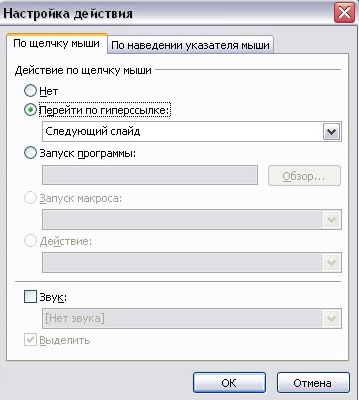 Настройка действия
По щелчку мыши
По наведении указателя мыши
Действие по щелчку мыши
Нет
Перейти по гиперссылке:
Следующий слайд
Запуск программы:
Обзор...
Запуск макроса:
Действие:
Звук:
[Нет звука]
Выделить
ОК
Отмена